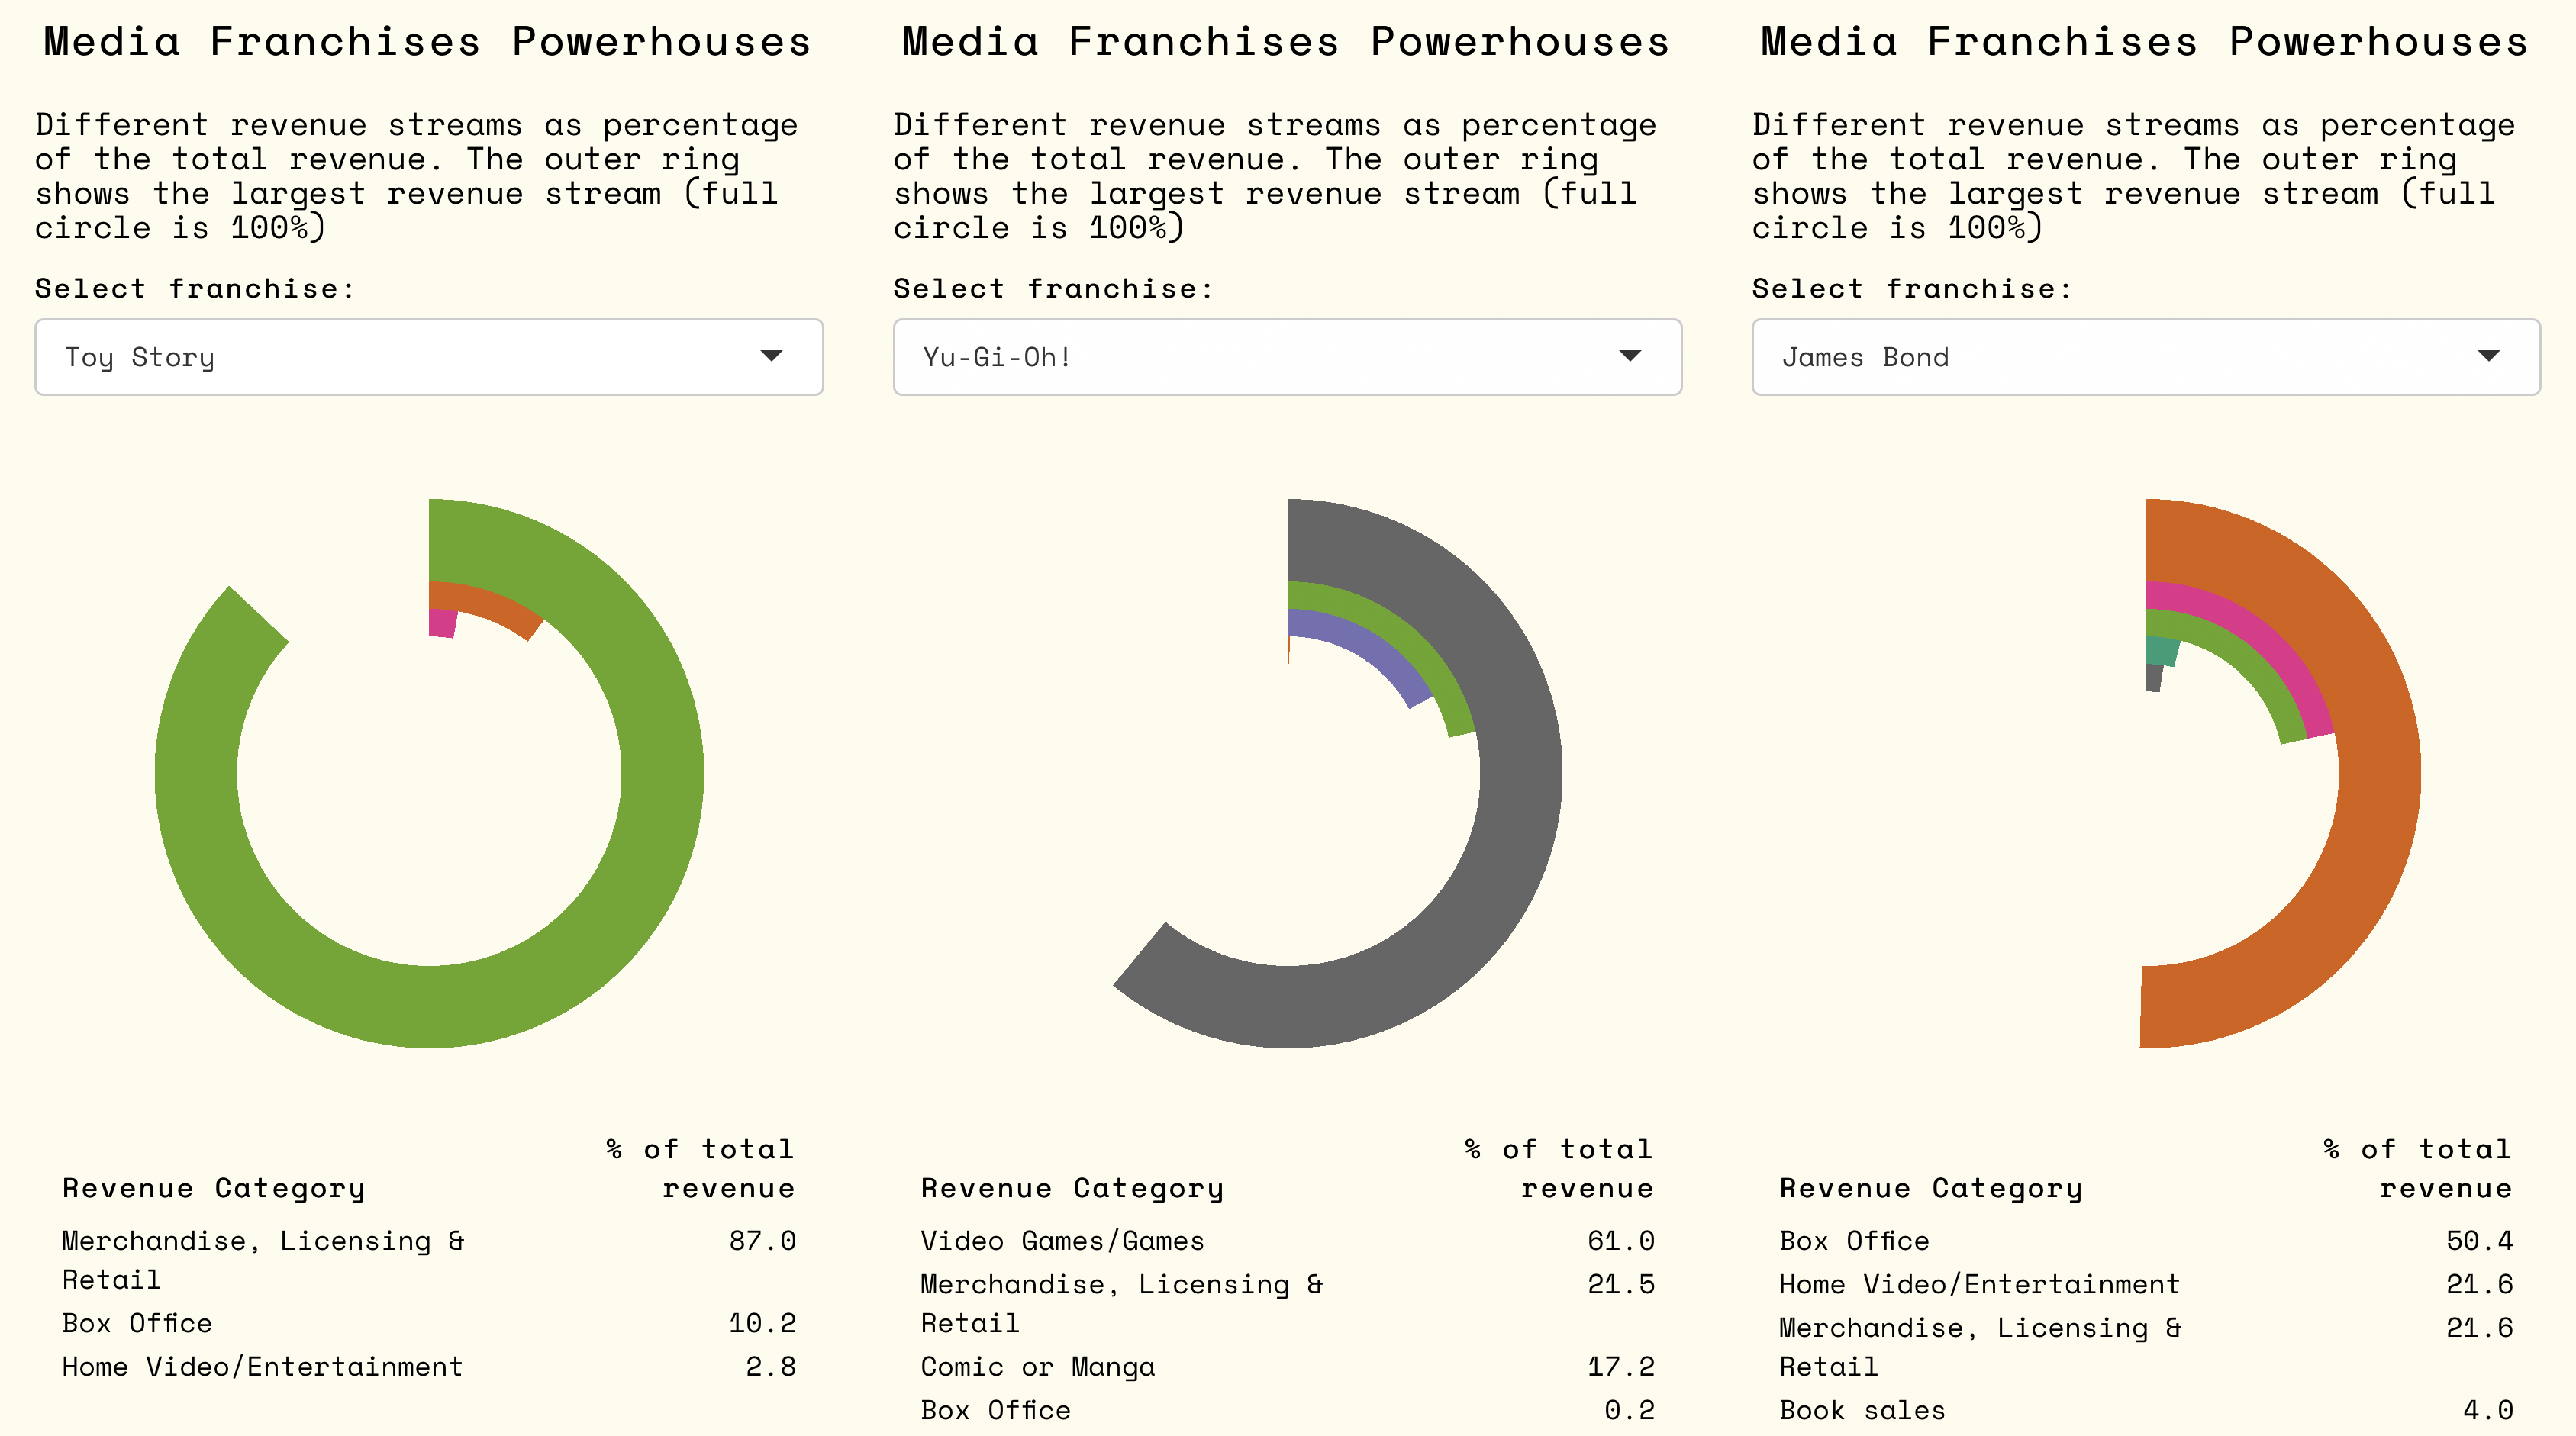 Media Franchises Powerhouses
Different revenue streams as percentage
of the total revenue. The outer ring
shows the largest revenue stream (full
circle is 100%)
Select franchise:
Toy Story
% of total
Revenue Category revenue
Merchandise, Licensing & 87.0
Retail
Box Office 10.2
Home Video/Entertainment 2.8
Media Franchises Powerhouses
Different revenue streams as percentage
of the total revenue. The outer ring
shows the largest revenue stream (full
circle is 100%)
Select franchise:
Yu-Gi-Oh!
% of total
Revenue Category revenue
Video Games/Games 61.0
Merchandise, Licensing & 21.5
Retail
Comic or Manga 17.2
Box Office 0.2
Media Franchises Powerhouses
Different revenue streams as percentage
of the total revenue. The outer ring
shows the largest revenue stream (full
circle is 100%)
Select franchise:
James Bond
% of total
Revenue Category revenue
Box Office 50.4
Home Video/Entertainment 21.6
Merchandise, Licensing & 21.6
Retail
Book sales 4.0